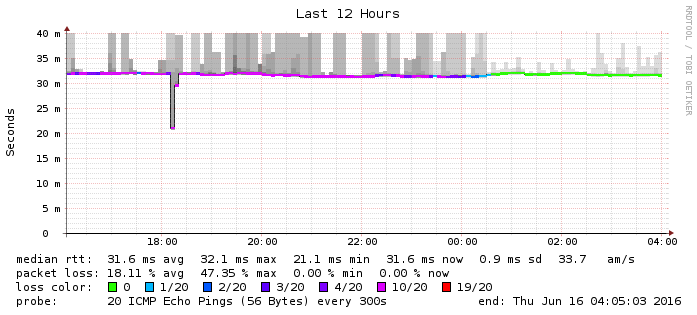 Last 12 Hours
RRDTOOL / TOBI OETIKER
Seconds
40 m
35 m
30 m
25 m
20 m
15 m
10 m
5 m
0
18:00 20:00 22:00 00:00 02:00 04:00
median rtt: 31.6 ms avg 32.1 ms max 21.1 ms min 31.6 ms now 0.9 ms sd 33.7 am/s
packet loss: 18.11 % avg 47.35 % max 0.00 % min 0.00 % now
loss color: 0 1/20 2/20 3/20 4/20 10/20 19/20
probe: 20 ICMP Echo Pings (56 Bytes) every 300s end: Thu Jun 16 04:05:03 2016